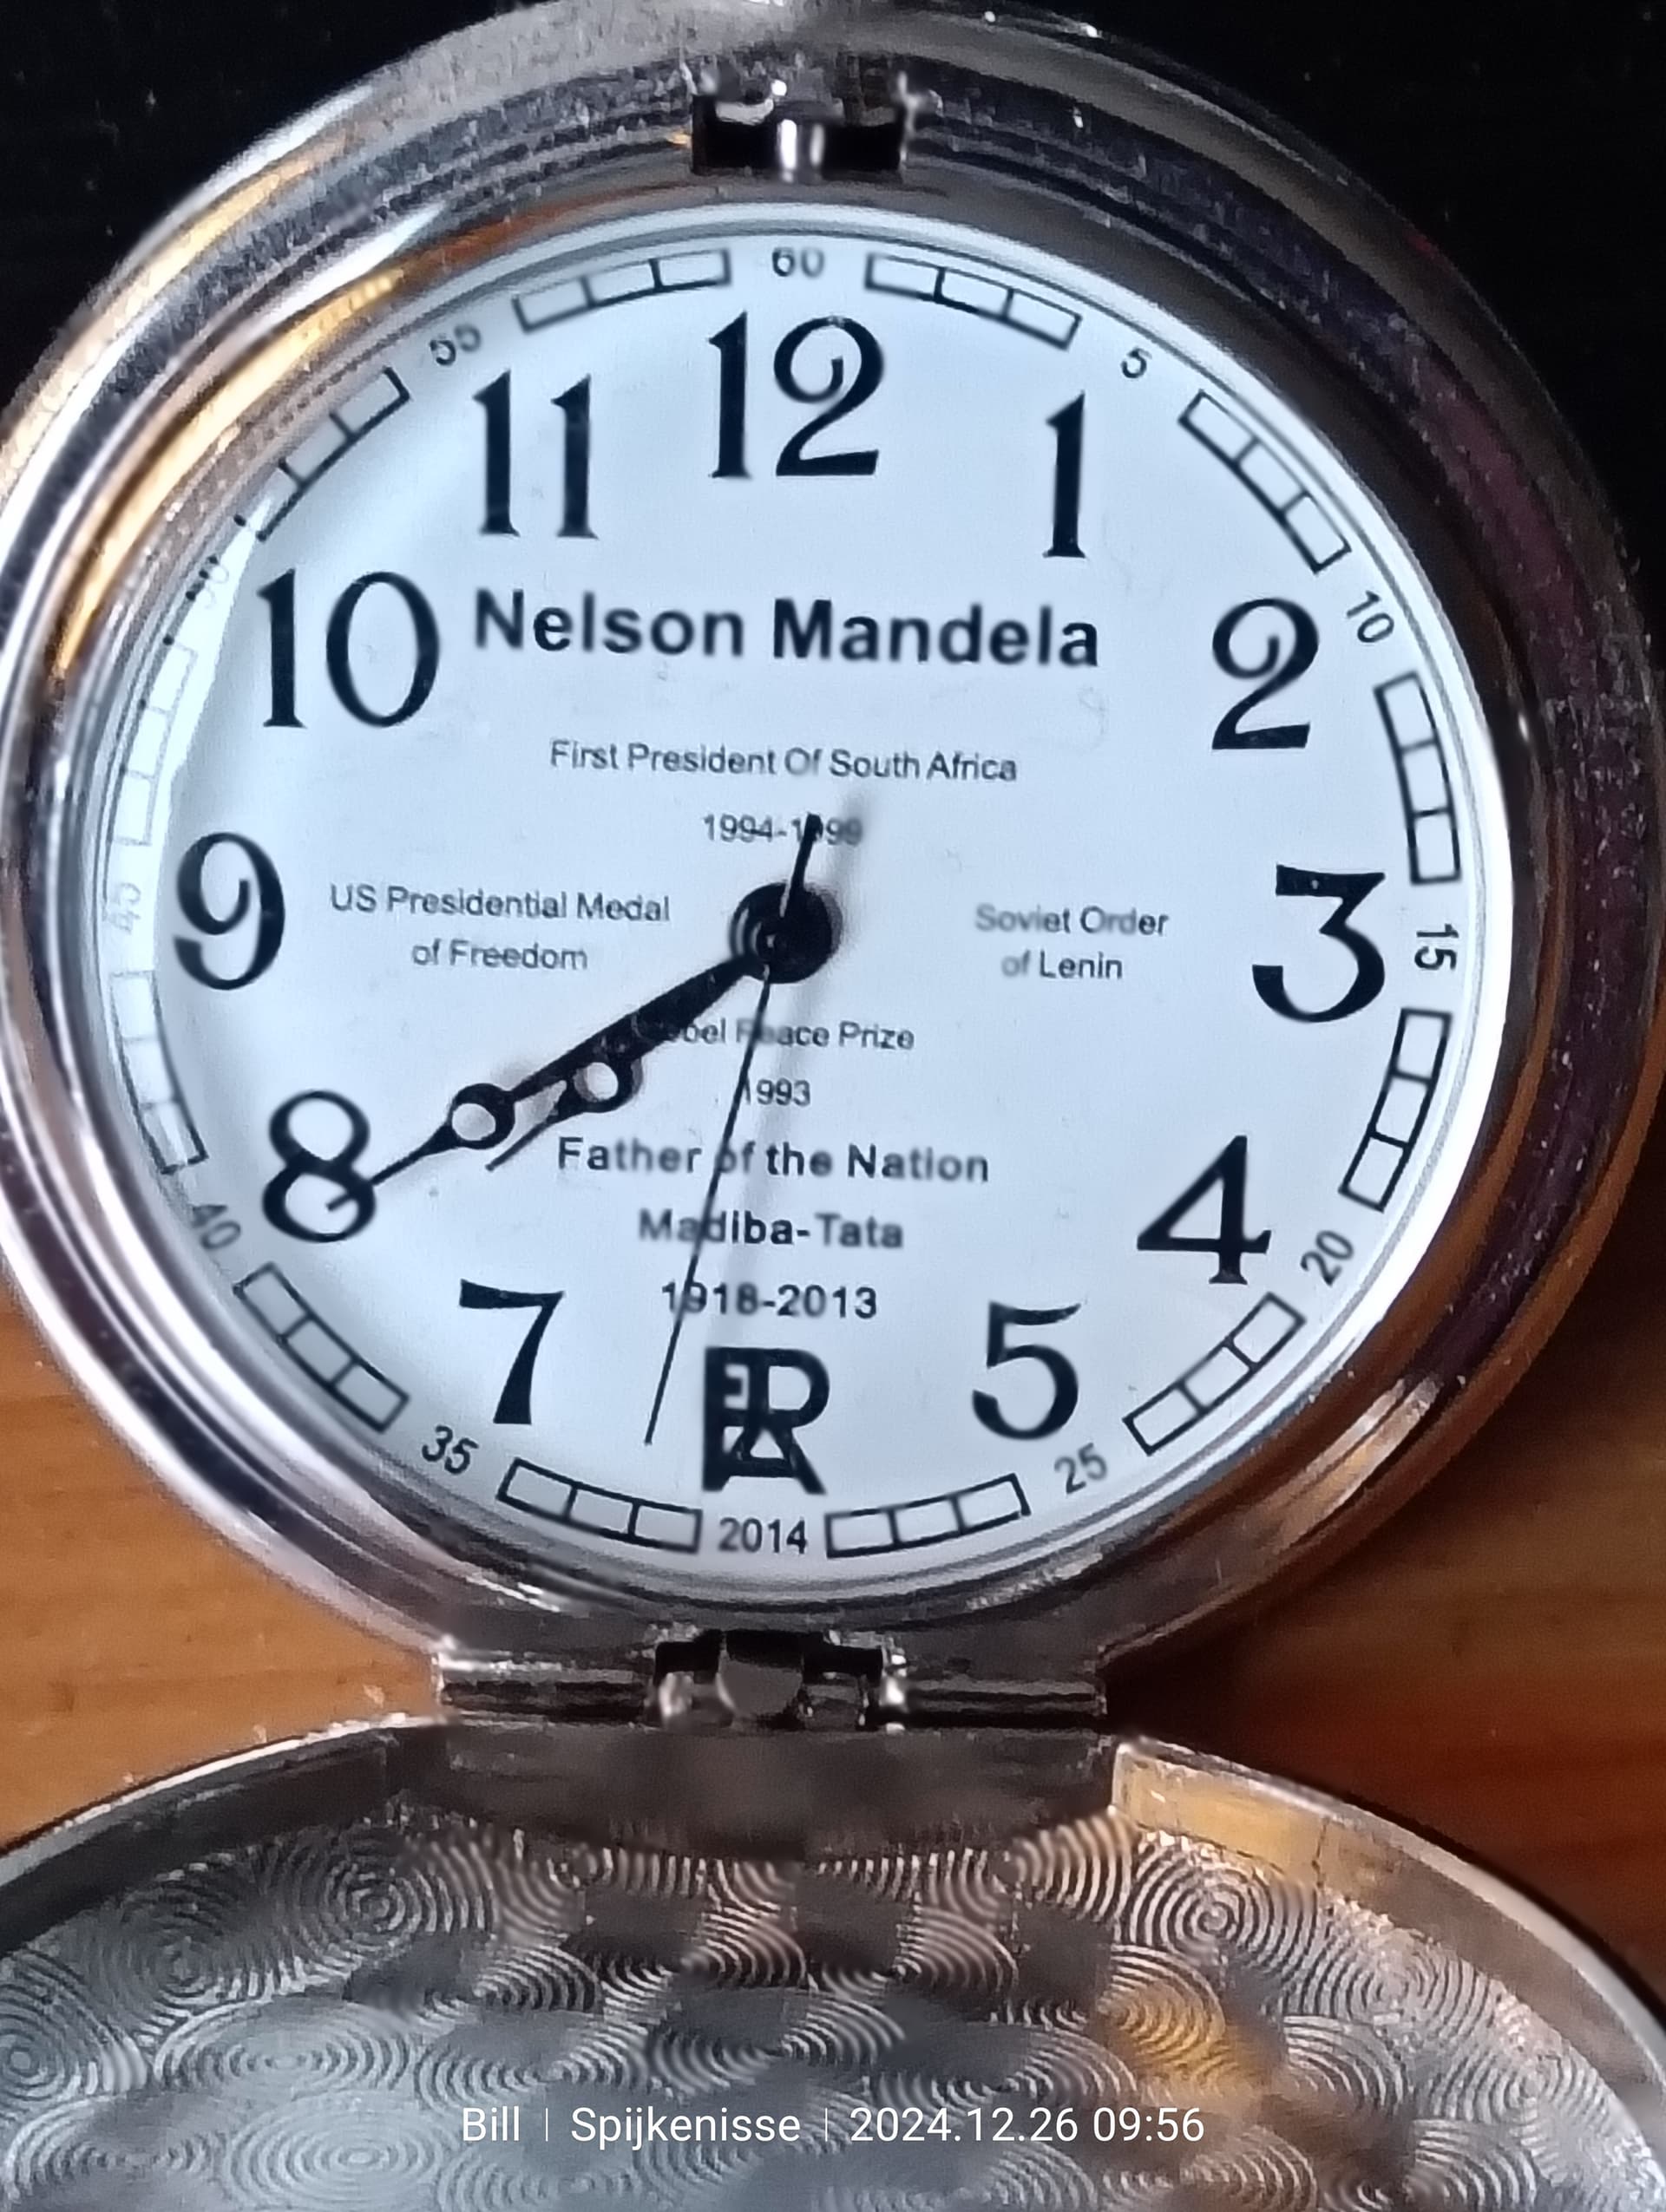 60
55
5
12
11
1
10
10
2
Nelson Mandela
First President Of South Africa
1994-1999
9
45
US Presidential Medal
of Freedom
Soviet Order
of Lenin
3
15
Peace Prize
1993
8
Father of the Nation
4
40
Madiba-Tata
20
7
1918-2013
5
35
25
2014
Bill | Spijkenisse | 2024.12.26 09:56